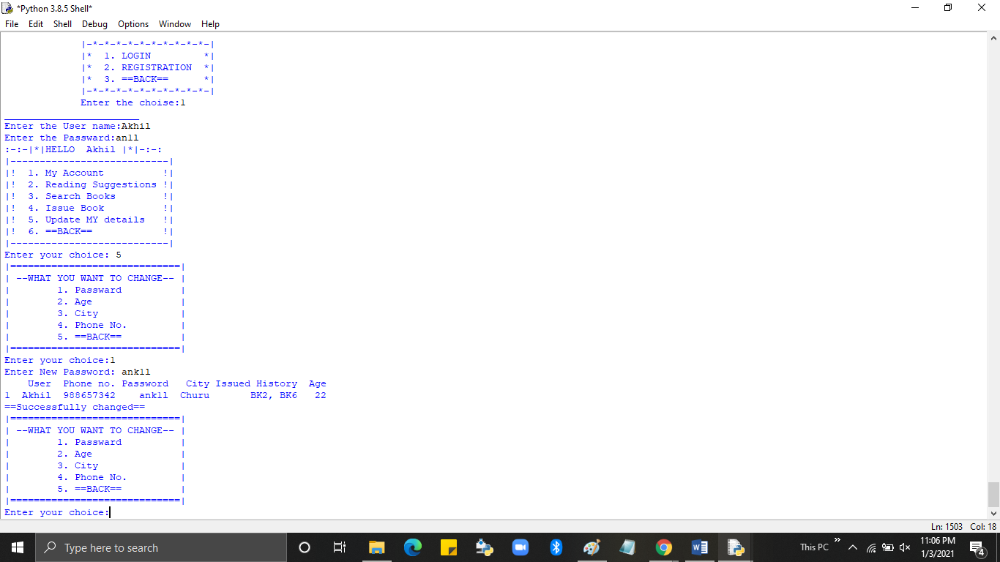 *Python 3.8.5 Shell*
File Edit Shell Debug Options Window Help
|-*-*-*-*-*-*-*-*-*-*-|
|*  1. LOGIN         *|
|*  2. REGISTRATION  *|
|*  3. ==BACK==      *|
|-*-*-*-*-*-*-*-*-*-*-|
Enter the choise:1
_______________________
Enter the User name:Akhil
Enter the Password:an11
:-:-|*|HELLO  Akhil |*|-:-:
|---------------------------|
|!  1. My Account          !|
|!  2. Reading Suggestions !|
|!  3. Search Books        !|
|!  4. Issue Book          !|
|!  5. Update MY details   !|
|!  6. ==BACK==            !|
|---------------------------|
Enter your choice: 5
|=============================|
| --WHAT YOU WANT TO CHANGE-- |
|        1. Passward          |
|        2. Age               |
|        3. City              |
|        4. Phone No.         |
|        5. ==BACK==          |
|=============================|
Enter your choice:1
Enter New Password: ank11
    User  Phone no. Password   City Issued History  Age
1  Akhil  988657342    ank11  Churu       BK2, BK6   22
==Successfully changed==
|=============================|
| --WHAT YOU WANT TO CHANGE-- |
|        1. Passward          |
|        2. Age               |
|        3. City              |
|        4. Phone No.         |
|        5. ==BACK==          |
|=============================|
Enter your choice:
Ln: 1503 Col: 18
Type here to search
This PC
11:06 PM
1/3/2021
4